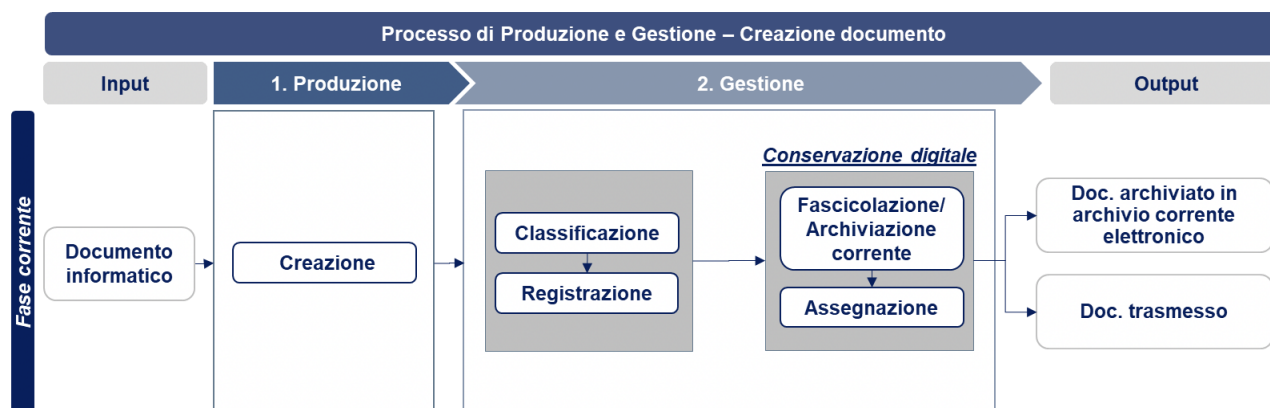 Processo di Produzione e Gestione – Creazione documento
Input
1. Produzione
2. Gestione
Output
Fase corrente
Documento
informatico
Creazione
Classificazione
Registrazione
Conservazione digitale
Fascicolazione/
Archiviazione
corrente
Assegnazione
Doc. archiviato in
archivio corrente
elettronico
Doc. trasmesso